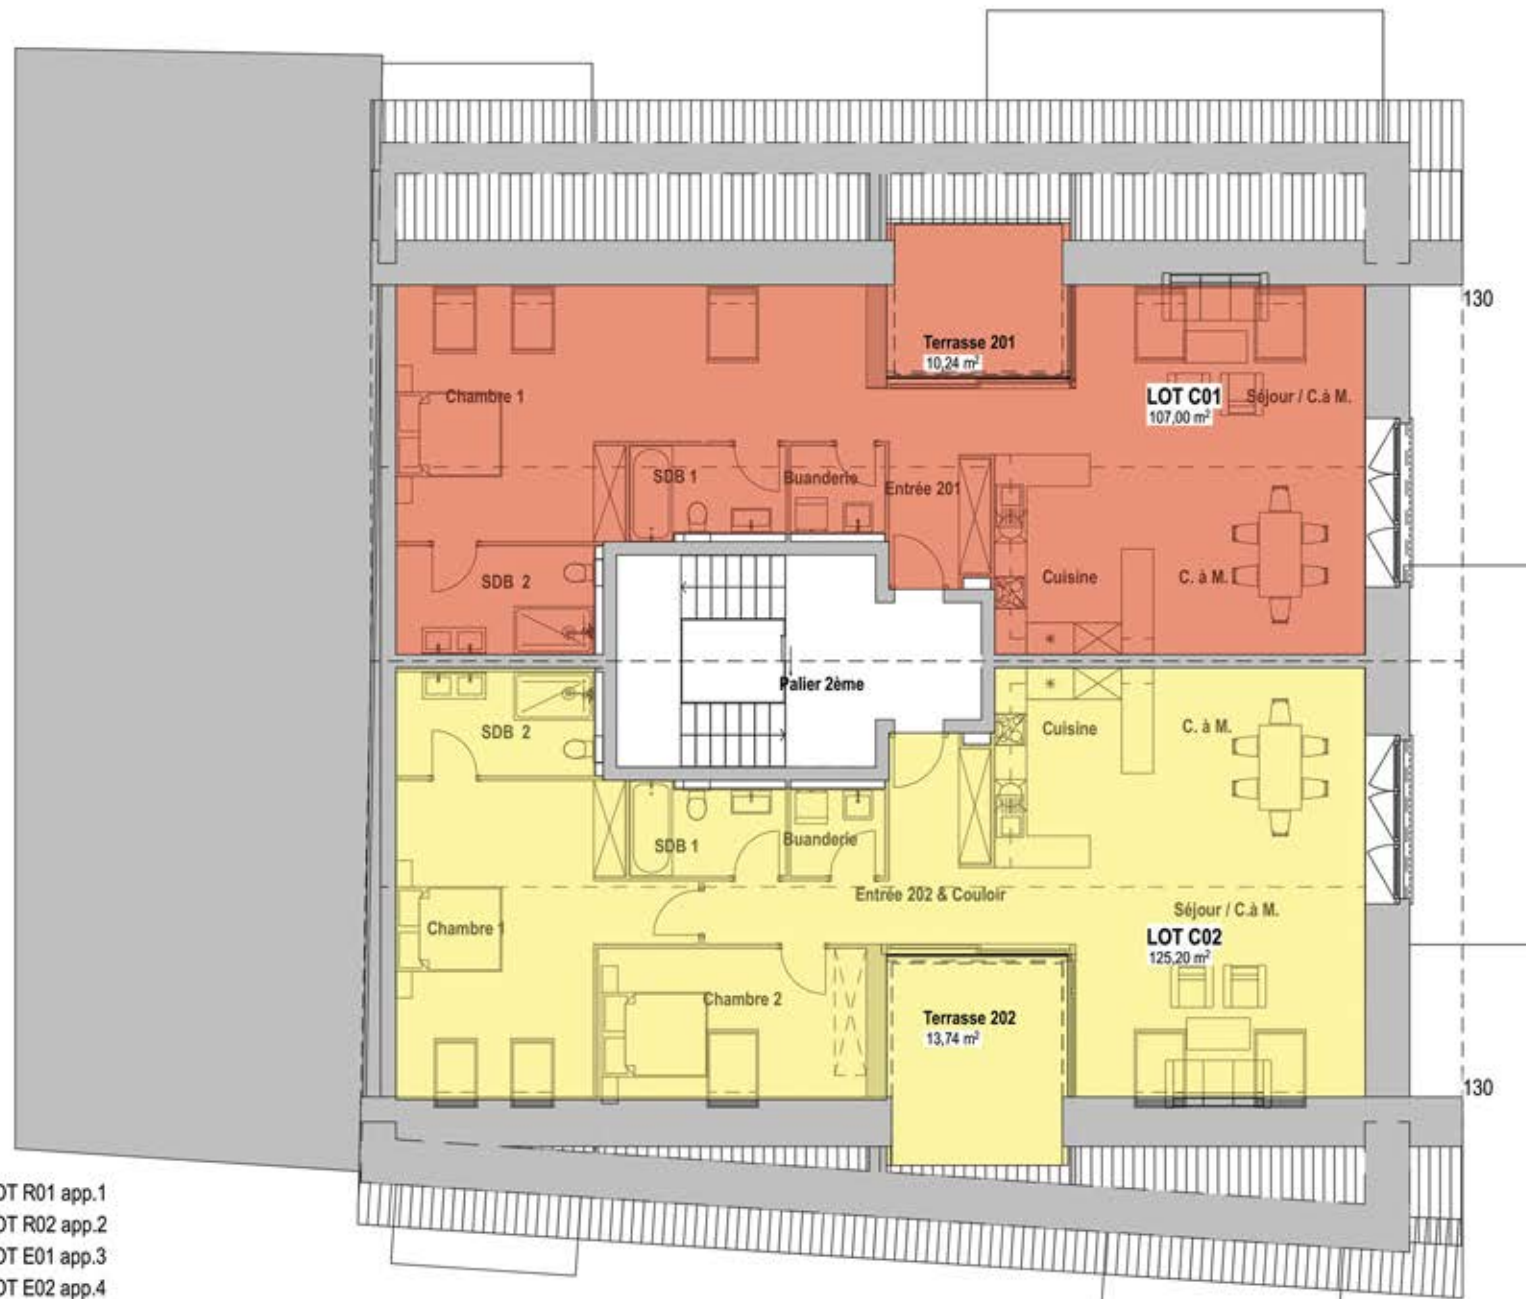 130
Terrasse 201
10,24 m²
Chambre 1
LOT C01
107,00 m²
Séjour / C.à M.
SDB 1
Buanderie
Entrée 201
SDB 2
Cuisine
C. à M.
Palier 2ème
SDB 2
Cuisine
C. à M.
SDB 1
Buanderie
Entrée 202 & Couloir
Chambre 1
Séjour / C.à M.
LOT C02
125,20 m²
Chambre 2
Terrasse 202
13,74 m²
130
OT R01 app.1
OT R02 app.2
OT E01 app.3
OT E02 app.4